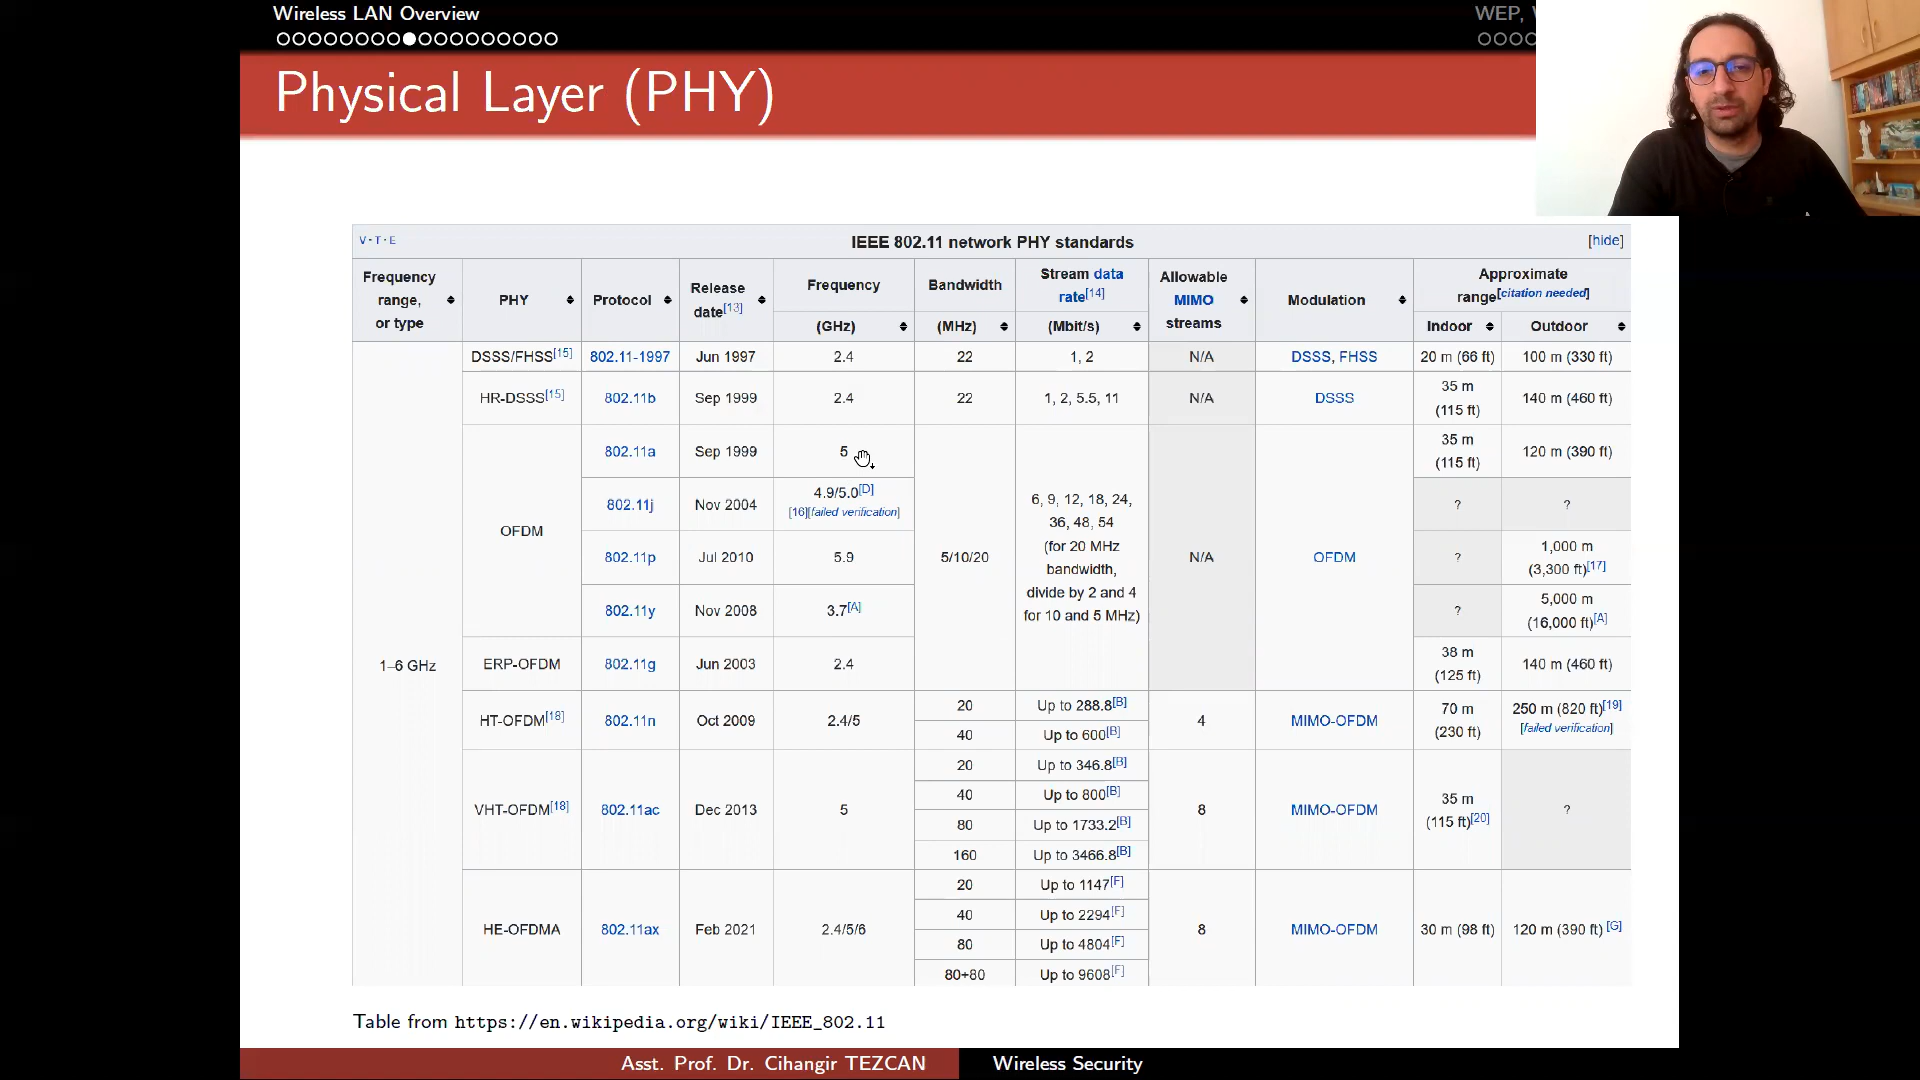 Wireless LAN Overview
WEP,
Physical Layer (PHY)
V·T·E
IEEE 802.11 network PHY standards
[hide]
Frequency range, or type
PHY
Protocol
Release date[13]
Frequency
Bandwidth
Stream data rate[14]
Allowable MIMO streams
Modulation
Approximate range[citation needed]
(GHz)
(MHz)
(Mbit/s)
Indoor
Outdoor
1–6 GHz
DSSS/FHSS[15] 802.11-1997 Jun 1997 2.4 22 1, 2 N/A DSSS, FHSS 20 m (66 ft) 100 m (330 ft)
HR-DSSS[15] 802.11b Sep 1999 2.4 22 1, 2, 5.5, 11 N/A DSSS 35 m (115 ft) 140 m (460 ft)
OFDM
802.11a Sep 1999 5 35 m (115 ft) 120 m (390 ft)
802.11j Nov 2004 4.9/5.0[D][16][failed verification] ? ?
802.11p Jul 2010 5.9 ? 1,000 m (3,300 ft)[17]
802.11y Nov 2008 3.7[A] ? 5,000 m (16,000 ft)[A]
ERP-OFDM 802.11g Jun 2003 2.4 38 m (125 ft) 140 m (460 ft)
5/10/20
6, 9, 12, 18, 24,
36, 48, 54
(for 20 MHz
bandwidth,
divide by 2 and 4
for 10 and 5 MHz)
N/A
OFDM
HT-OFDM[18] 802.11n Oct 2009 2.4/5
20 Up to 288.8[B]
40 Up to 600[B]
4 MIMO-OFDM 70 m (230 ft) 250 m (820 ft)[19][failed verification]
VHT-OFDM[18] 802.11ac Dec 2013 5
20 Up to 346.8[B]
40 Up to 800[B]
80 Up to 1733.2[B]
160 Up to 3466.8[B]
8 MIMO-OFDM 35 m (115 ft)[20] ?
HE-OFDMA 802.11ax Feb 2021 2.4/5/6
20 Up to 1147[F]
40 Up to 2294[F]
80 Up to 4804[F]
80+80 Up to 9608[F]
8 MIMO-OFDM 30 m (98 ft) 120 m (390 ft)[G]
Table from https://en.wikipedia.org/wiki/IEEE_802.11
Asst. Prof. Dr. Cihangir TEZCAN
Wireless Security